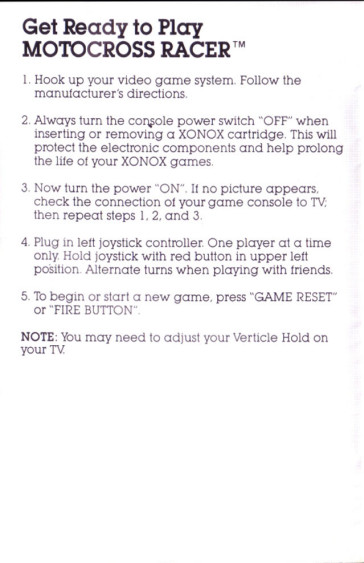 Get Ready to Play
MOTOCROSS RACER™
1. Hook up your video game system. Follow the
manufacturer's directions.
2. Always turn the console power switch "OFF" when
inserting or removing a XONOX cartridge. This will
protect the electronic components and help prolong
the life of your XONOX games.
3. Now turn the power "ON". If no picture appears,
check the connection of your game console to TV;
then repeat steps 1, 2, and 3.
4. Plug in left joystick controller. One player at a time
only. Hold joystick with red button in upper left
position. Alternate turns when playing with friends.
5. To begin or start a new game, press "GAME RESET"
or "FIRE BUTTON".
NOTE: You may need to adjust your Verticle Hold on
your TV.